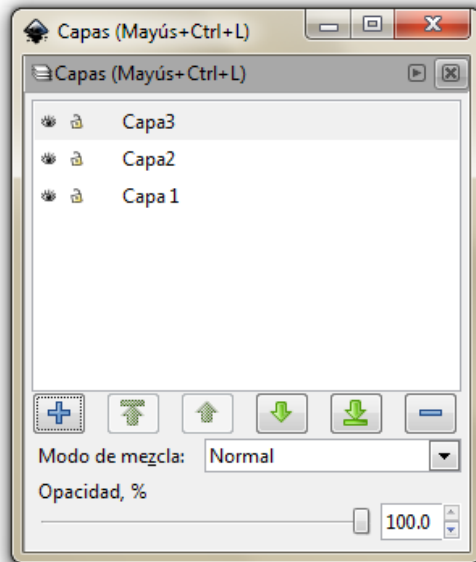 Capas (Mayús+Ctrl+L)
Capas (Mayús+Ctrl+L)
Capa3
Capa2
Capa 1
Modo de mezcla: Normal
Opacidad, %
100.0